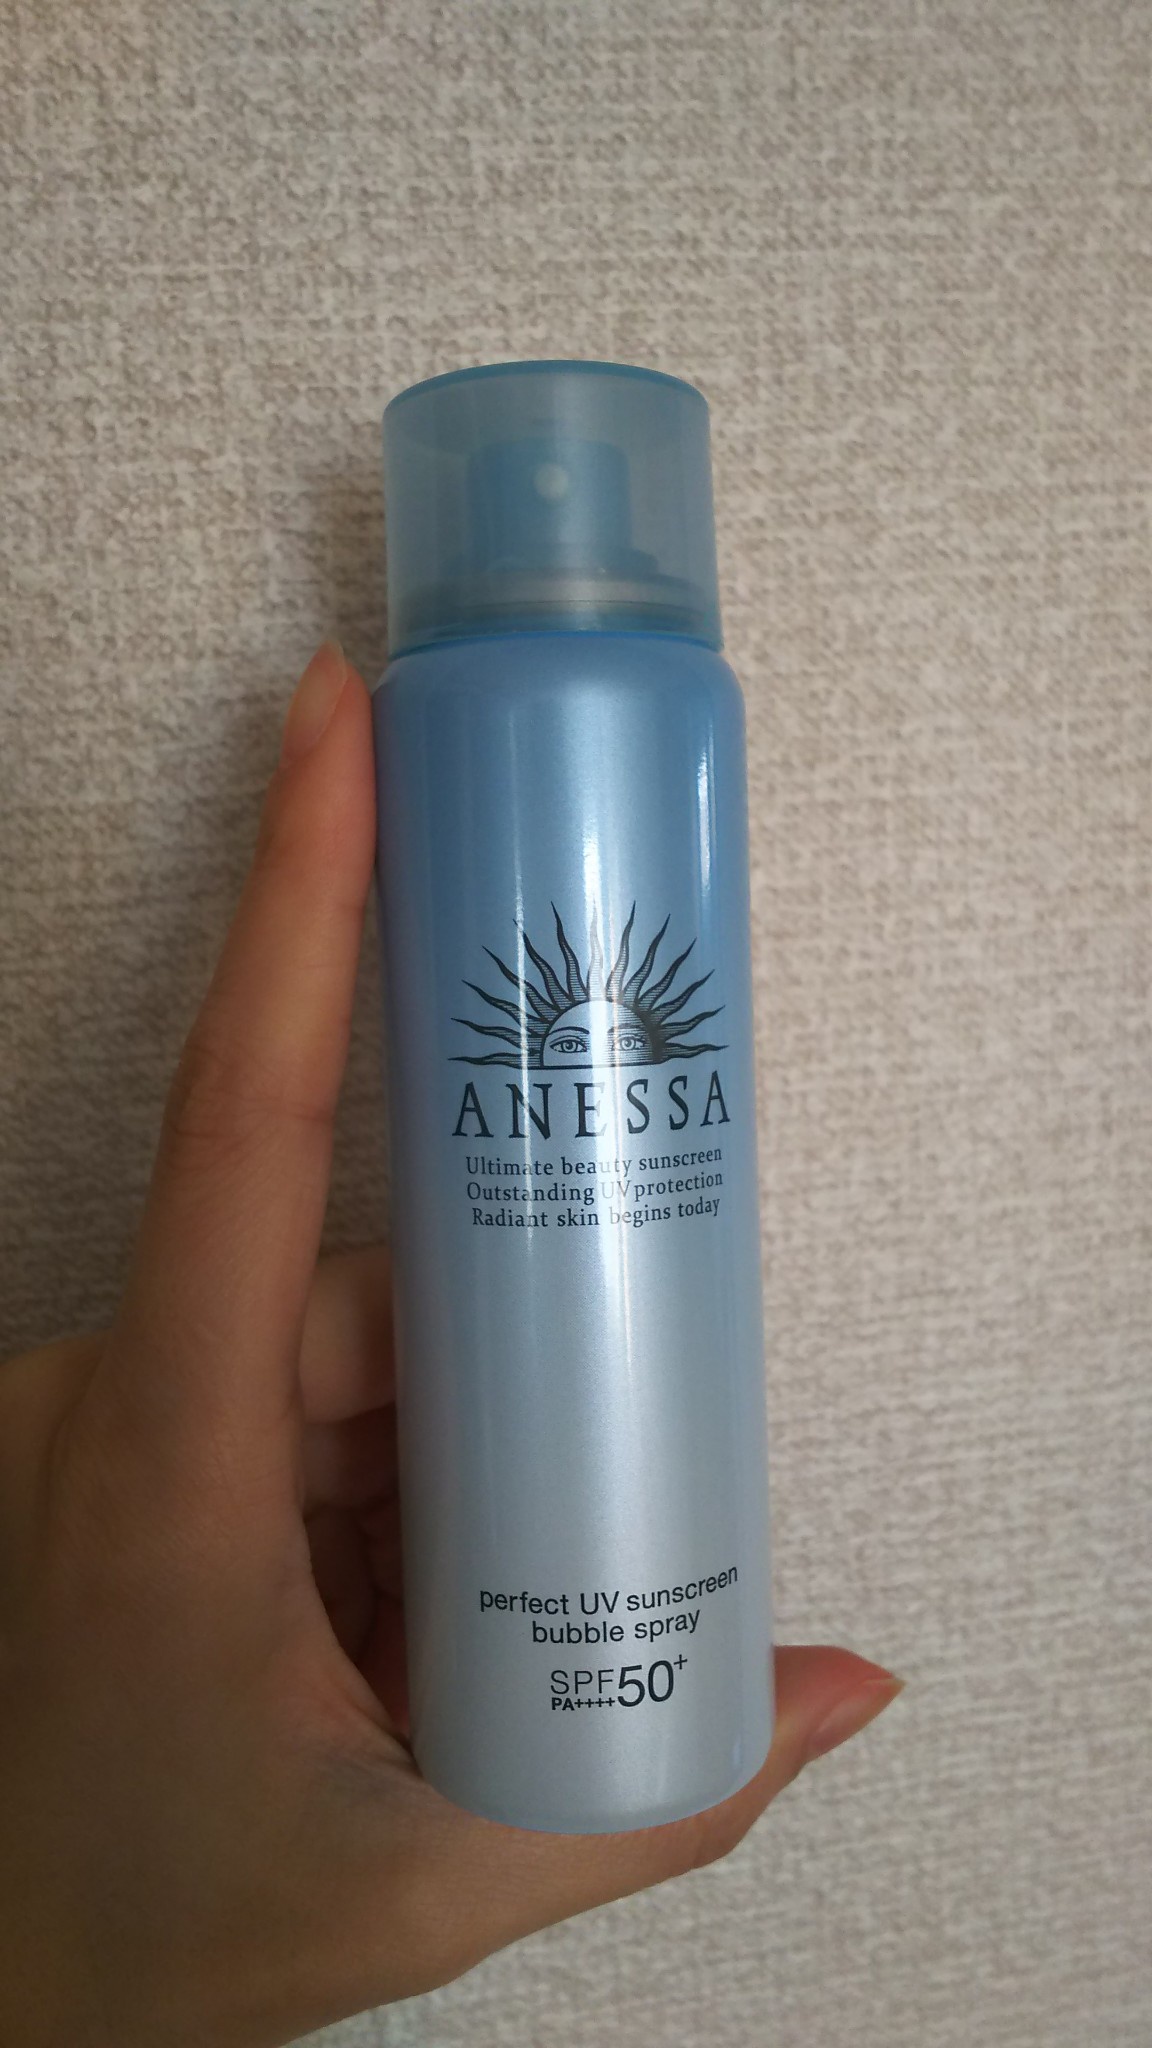 ANESSA
Ultimate beauty sunscreen
Outstanding UV protection
Radiant skin begins today
perfect UV sunscreen
bubble spray
SPF50+
PA++++